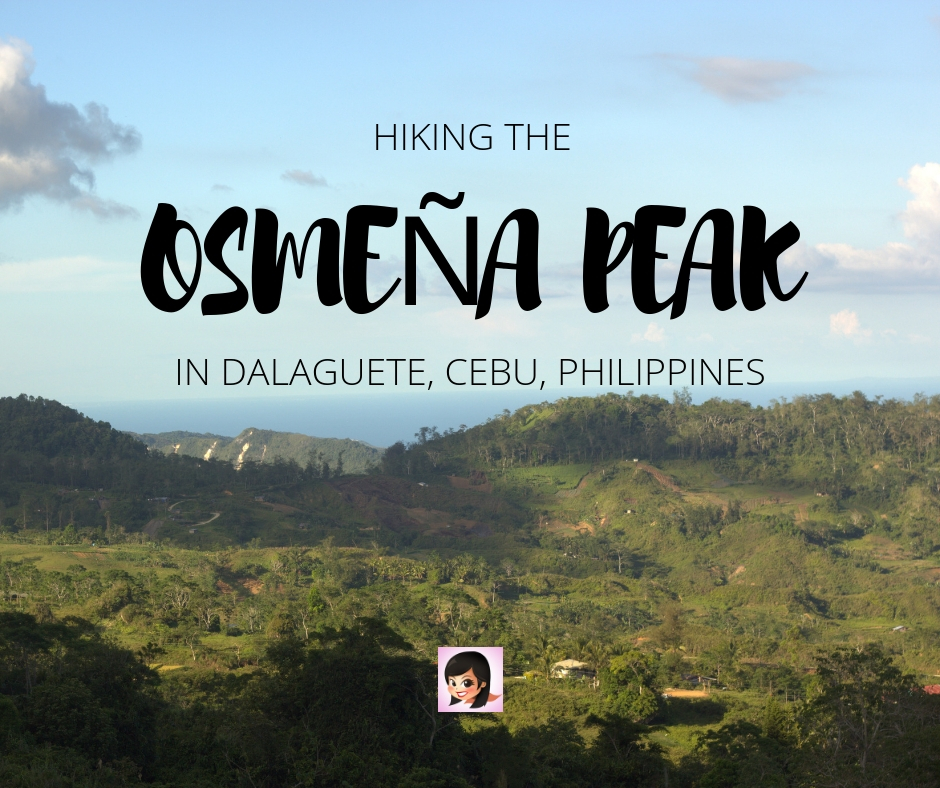 HIKING THE
OSMEÑA PEAK
IN DALAGUETE, CEBU, PHILIPPINES